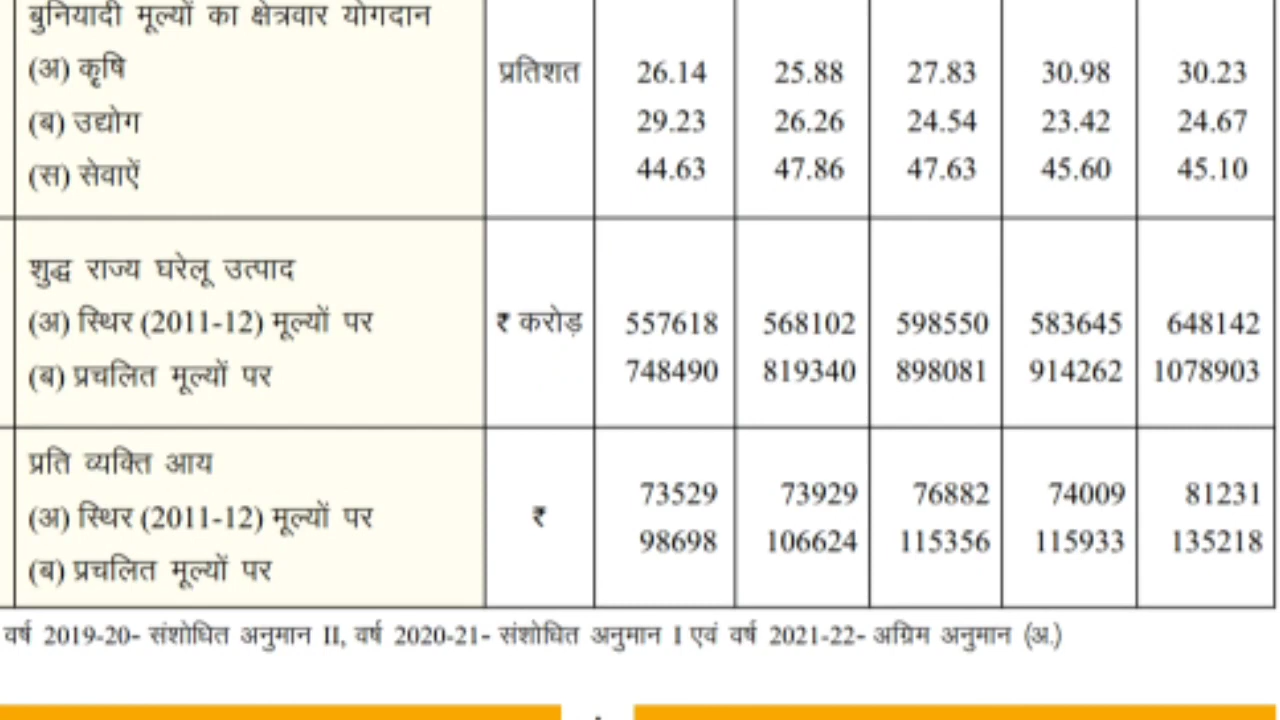 बुनियादी मूल्यों का क्षेत्रवार योगदान
(अ) कृषि प्रतिशत 26.14 25.88 27.83 30.98 30.23
(ब) उद्योग 29.23 26.26 24.54 23.42 24.67
(स) सेवाऐं 44.63 47.86 47.63 45.60 45.10
शुद्ध राज्य घरेलू उत्पाद
(अ) स्थिर (2011-12) मूल्यों पर ₹ करोड़ 557618 568102 598550 583645 648142
(ब) प्रचलित मूल्यों पर 748490 819340 898081 914262 1078903
प्रति व्यक्ति आय
(अ) स्थिर (2011-12) मूल्यों पर ₹ 73529 73929 76882 74009 81231
(ब) प्रचलित मूल्यों पर 98698 106624 115356 115933 135218
वर्ष 2019-20- संशोधित अनुमान II, वर्ष 2020-21- संशोधित अनुमान I एवं वर्ष 2021-22- अग्रिम अनुमान (अ.)